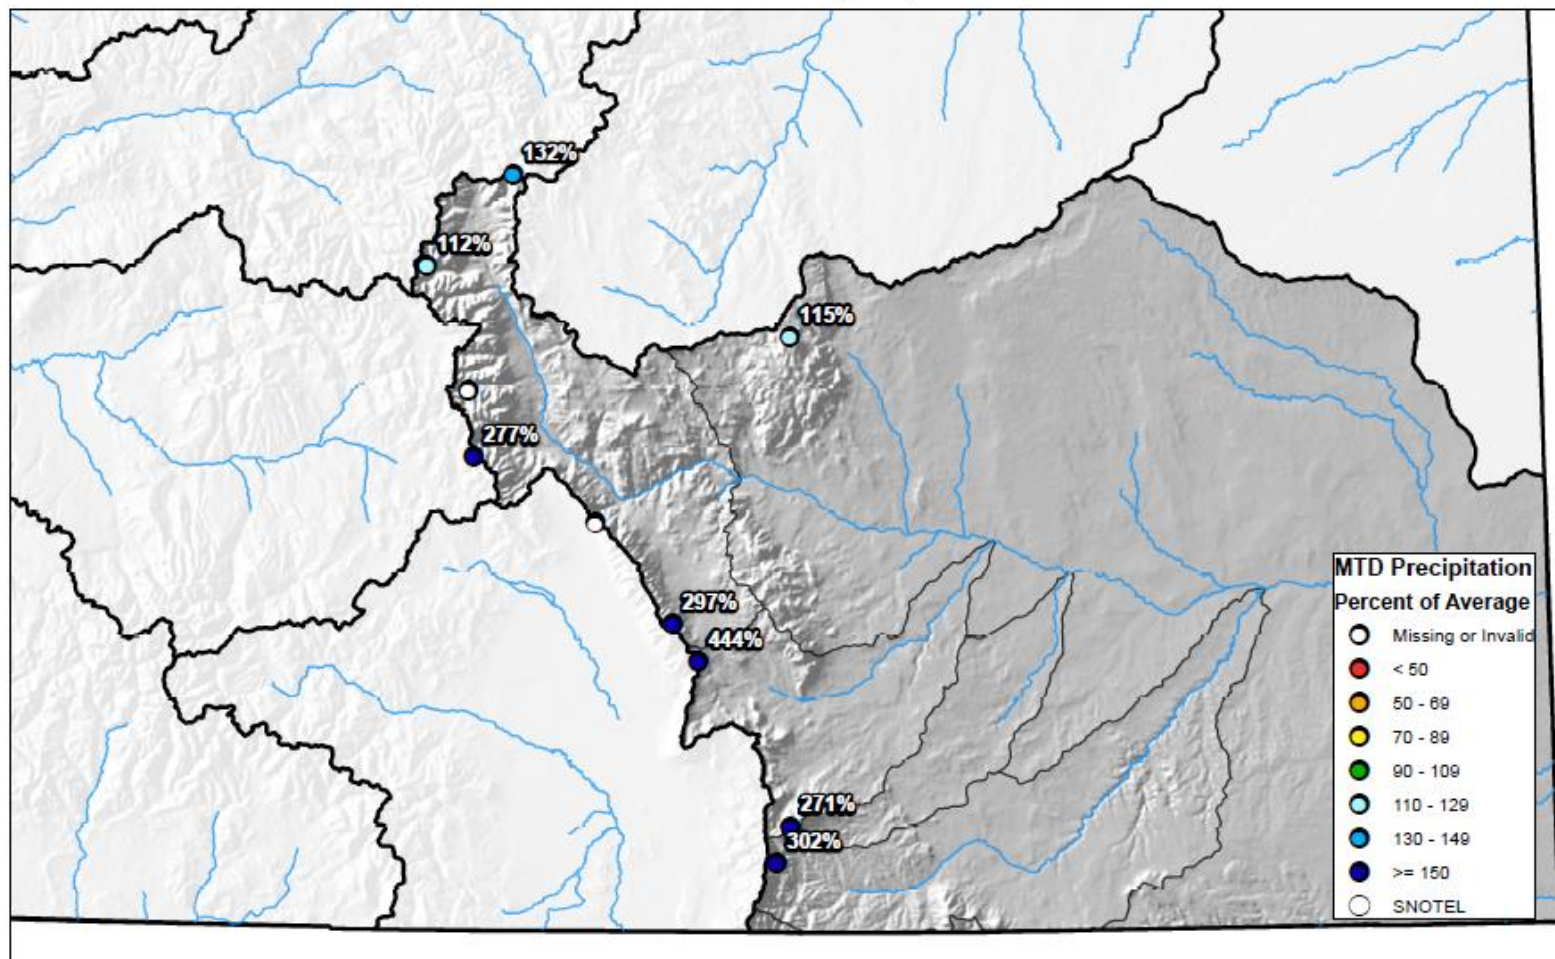 132%
112%
115%
277%
297%
444%
271%
302%
MTD Precipitation
Percent of Average
Missing or Invalid
< 50
50 - 69
70 - 89
90 - 109
110 - 129
130 - 149
>= 150
SNOTEL